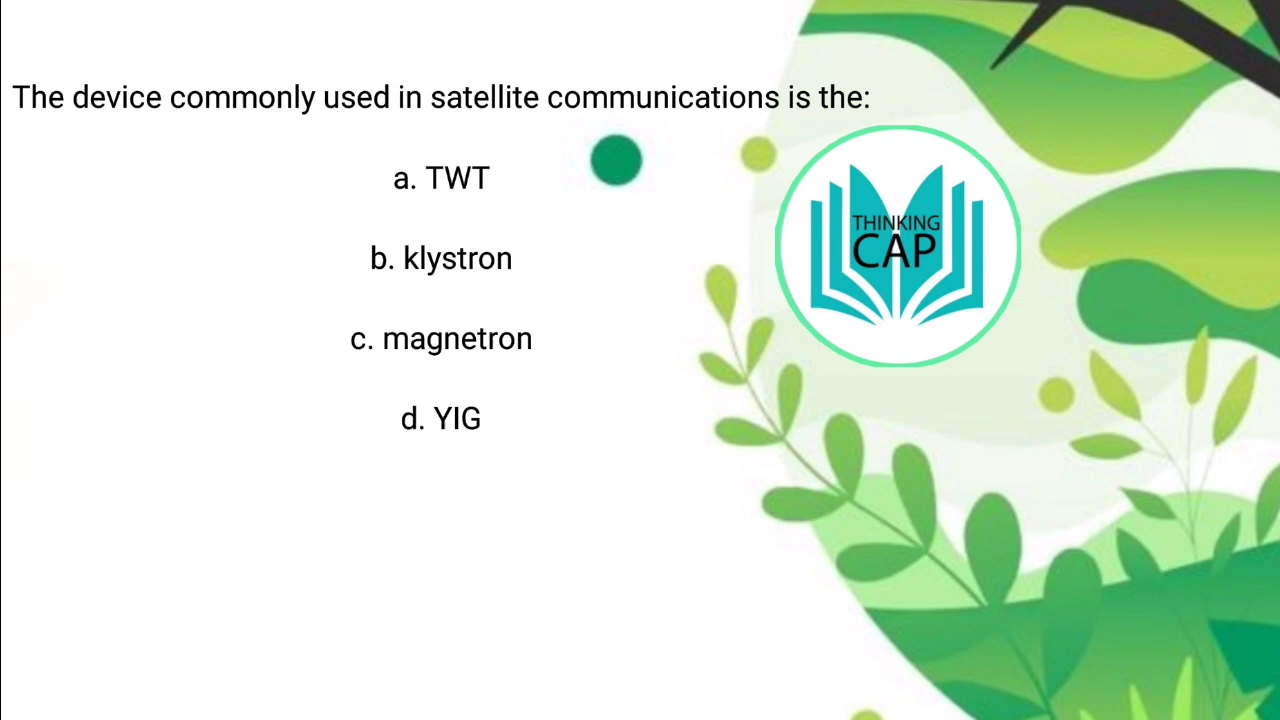 The device commonly used in satellite communications is the:
a. TWT
b. klystron
c. magnetron
d. YIG
THINKING
CAP